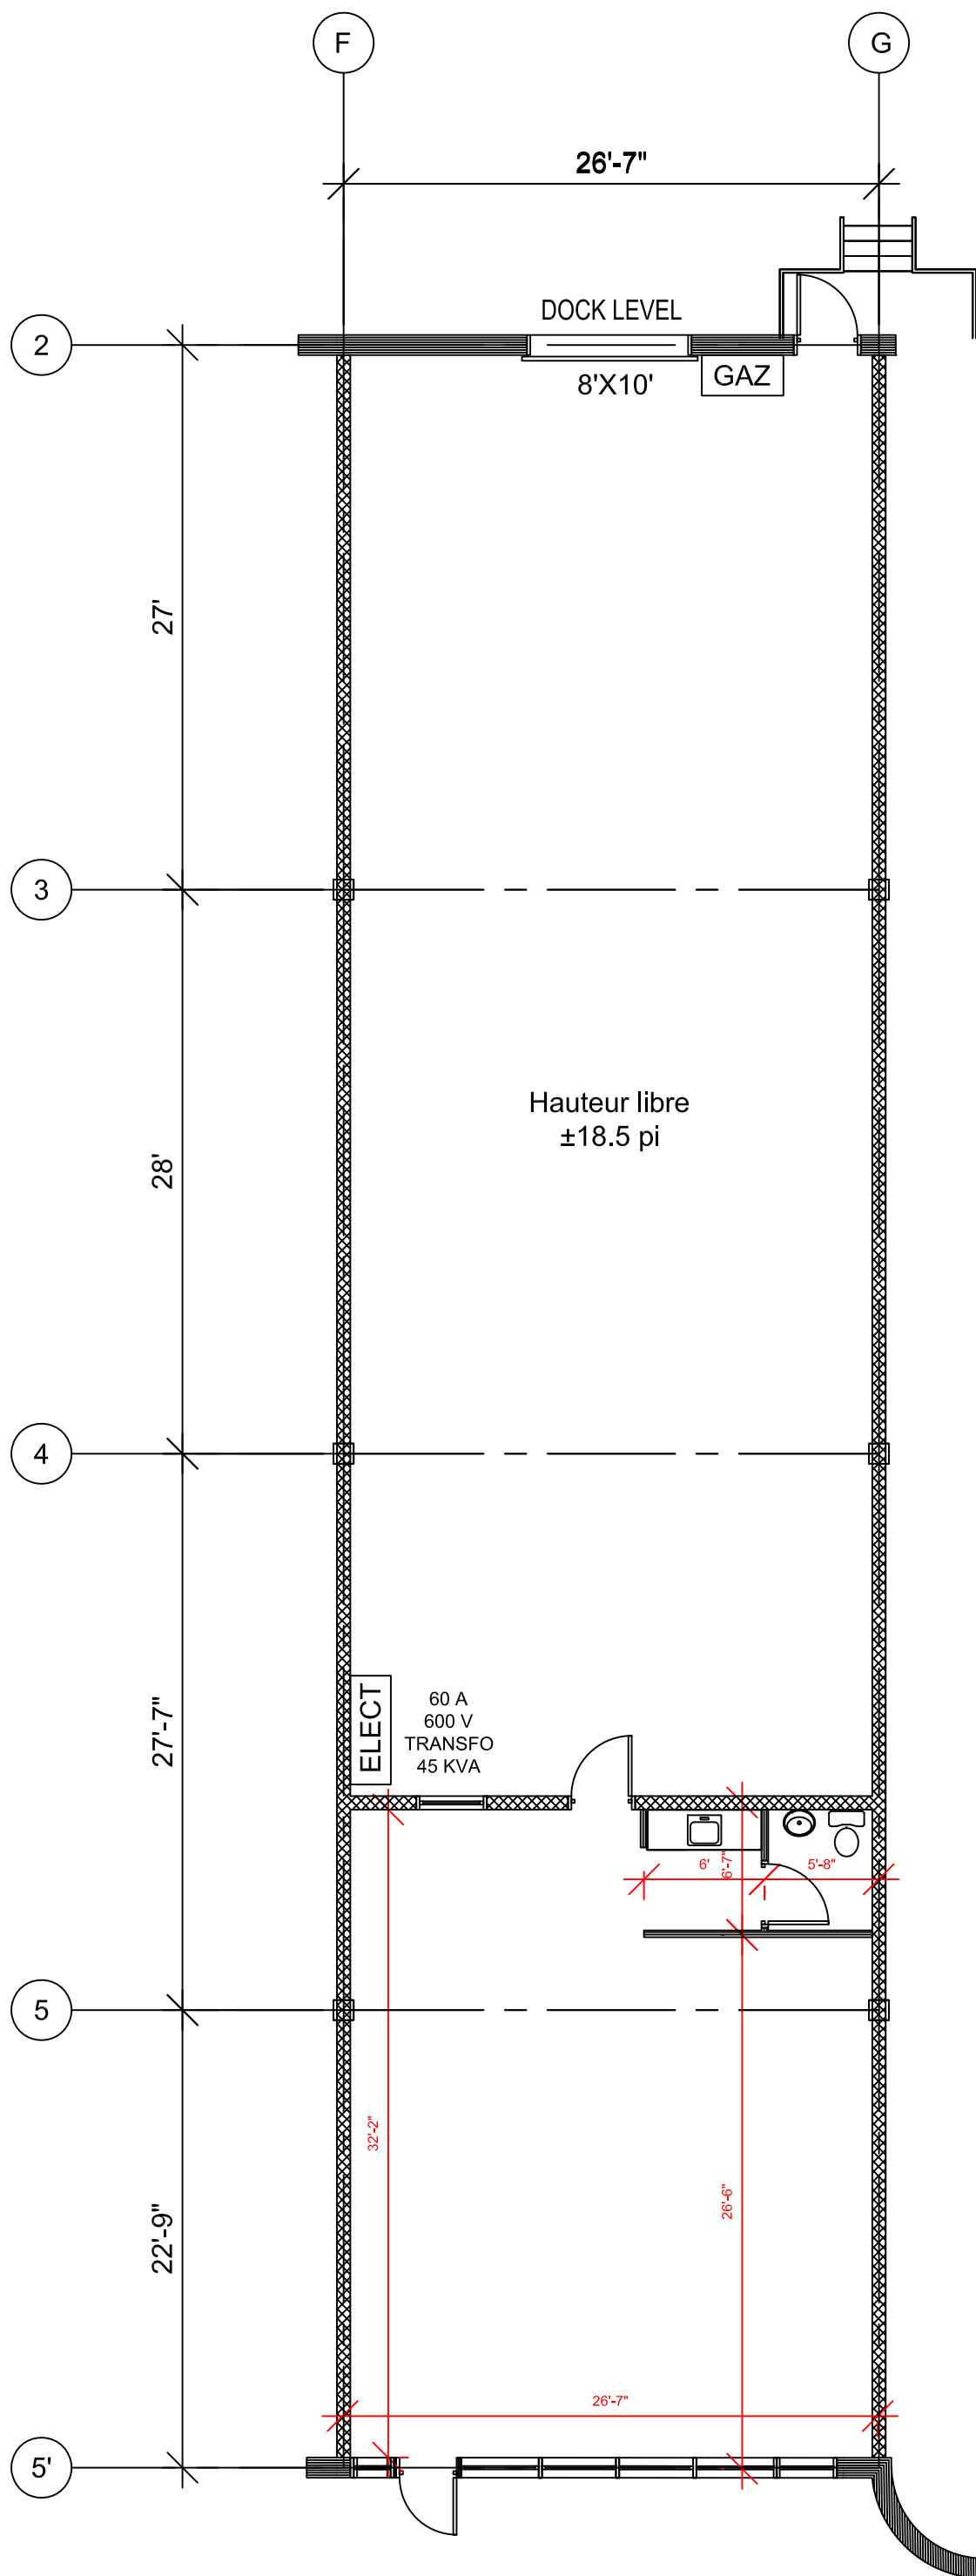 F
G
26'-7"
DOCK LEVEL
2
8'X10'
GAZ
27'
3
Hauteur libre
±18.5 pi
28'
4
27'-7"
ELECT
60 A
600 V
TRANSFO
45 KVA
6'
6'-7"
5'-8"
5
32'-2"
26'-6"
22'-9"
26'-7"
5'